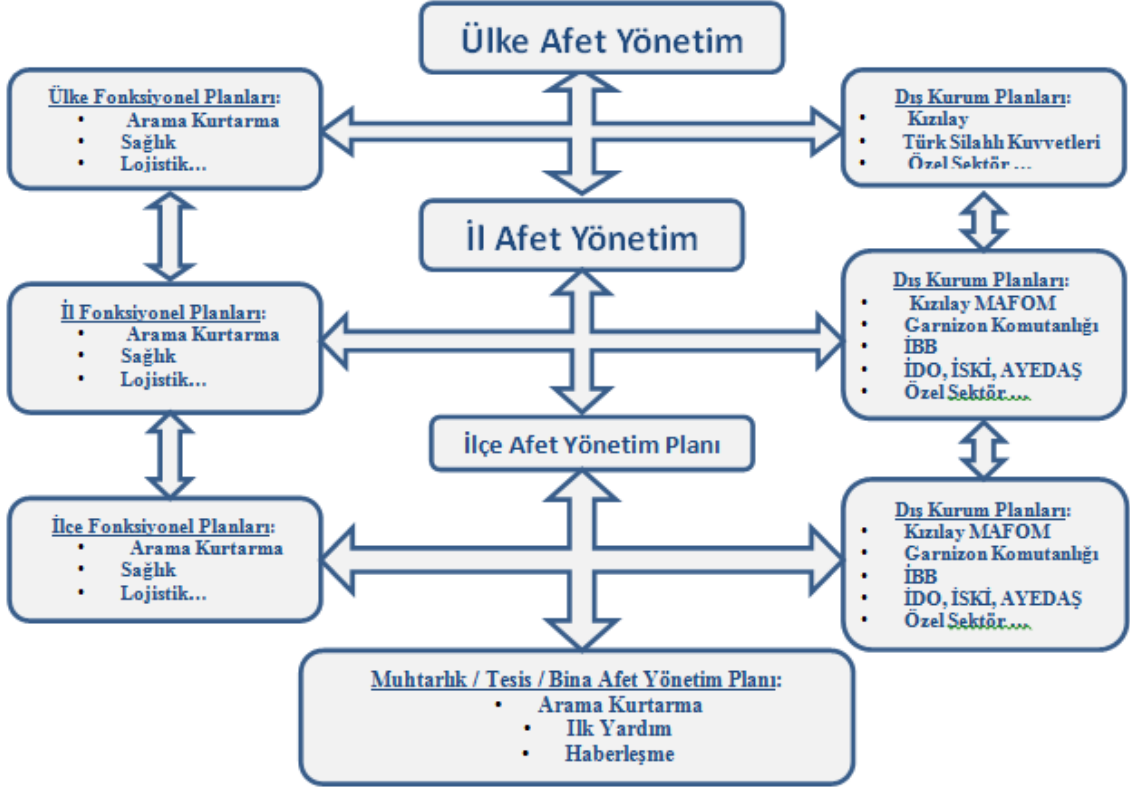 Ülke Afet Yönetim
Ülke Fonksiyonel Planları:
• Arama Kurtarma
• Sağlık
• Lojistik...
Dış Kurum Planları:
• Kızılay
• Türk Silahlı Kuvvetleri
• Özel Sektör ...
İl Afet Yönetim
İl Fonksiyonel Planları:
• Arama Kurtarma
• Sağlık
• Lojistik...
Dış Kurum Planları:
• Kızılay MAFOM
• Garnizon Komutanlığı
• İBB
• İDO, İSKİ, AYEDAŞ
• Özel Sektör ...
İlçe Afet Yönetim Planı
İlçe Fonksiyonel Planları:
• Arama Kurtarma
• Sağlık
• Lojistik...
Dış Kurum Planları:
• Kızılay MAFOM
• Garnizon Komutanlığı
• İBB
• İDO, İSKİ, AYEDAŞ
• Özel Sektör ...
Muhtarlık / Tesis / Bina Afet Yönetim Planı:
• Arama Kurtarma
• Ilk Yardım
• Haberleşme